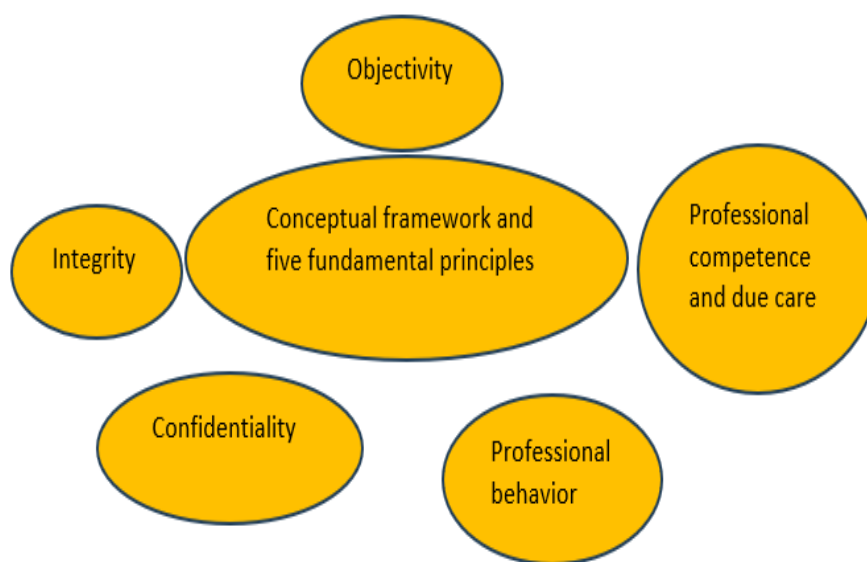 Objectivity
Conceptual framework and
five fundamental principles
Professional
competence
and due care
Integrity
Confidentiality
Professional
behavior